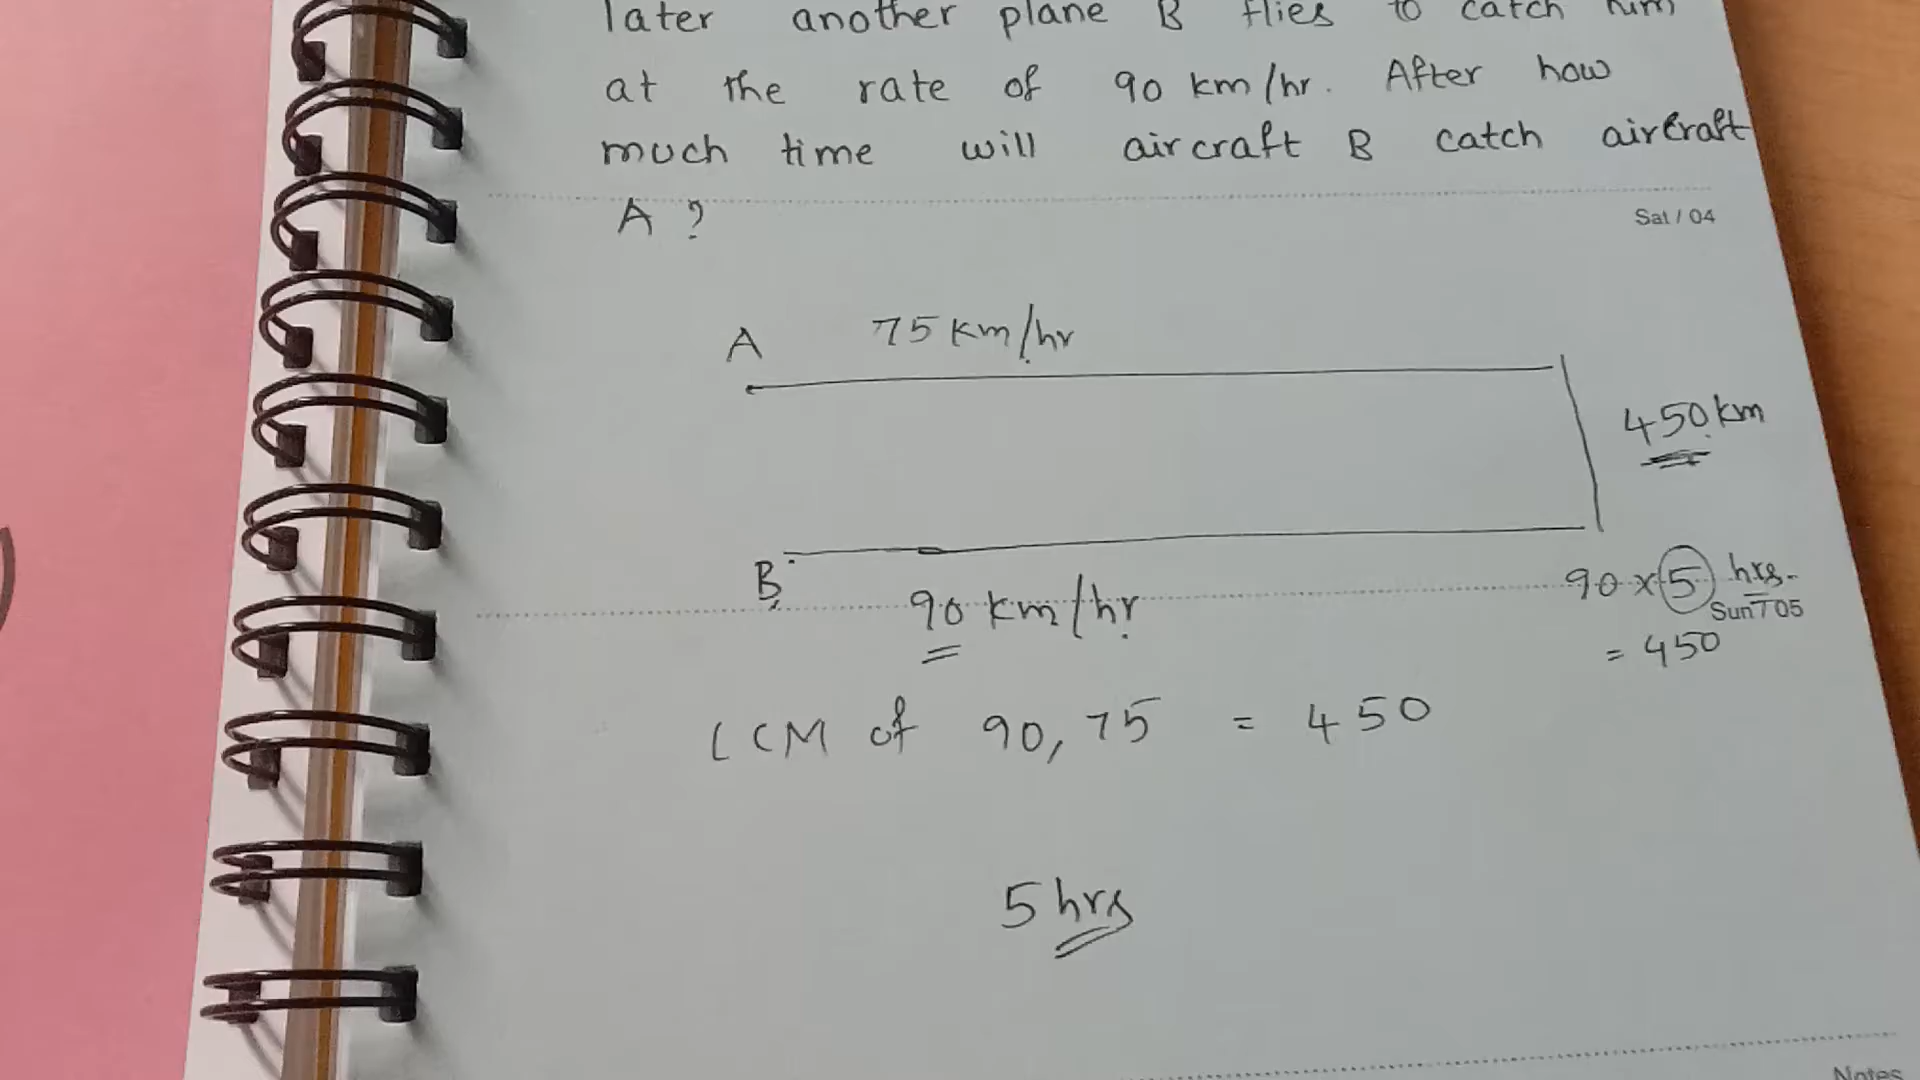 later another plane B flies to catch him
at the rate of 90 km/hr. After how
much time will aircraft B catch aircraft
A ?
Sat / 04
A 75 km/hr
450 km
B 90 km/hr
90 x 5 hrs.
Sun / 05
= 450
LCM of 90, 75 = 450
5 hrs
Notes